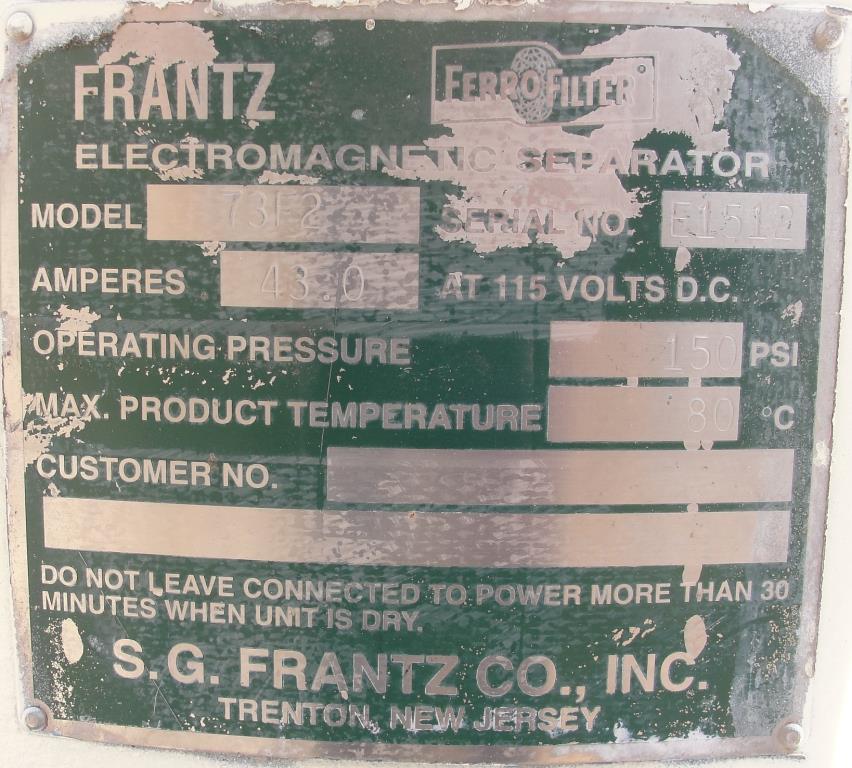 FRANTZ FERROFILTER®
ELECTROMAGNETIC SEPARATOR
MODEL 73F2 SERIAL NO. E1512
AMPERES 43.0 AT 115 VOLTS D.C.
OPERATING PRESSURE 150 PSI
MAX. PRODUCT TEMPERATURE 80 °C
CUSTOMER NO.
DO NOT LEAVE CONNECTED TO POWER MORE THAN 30
MINUTES WHEN UNIT IS DRY.
S.G. FRANTZ CO., INC.
TRENTON, NEW JERSEY